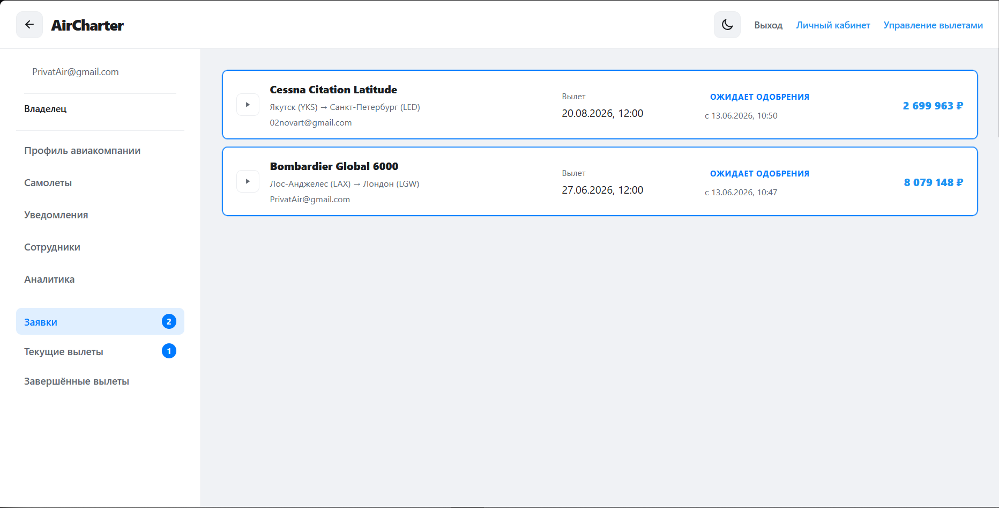 AirCharter
Выход
Личный кабинет
Управление вылетами
PrivatAir@gmail.com
Владелец
Профиль авиакомпании
Самолеты
Уведомления
Сотрудники
Аналитика
Заявки 2
Текущие вылеты 1
Завершённые вылеты
Cessna Citation Latitude
Якутск (YKS) → Санкт-Петербург (LED)
02novart@gmail.com
Вылет
20.08.2026, 12:00
ОЖИДАЕТ ОДОБРЕНИЯ
с 13.06.2026, 10:50
2 699 963 ₽
Bombardier Global 6000
Лос-Анджелес (LAX) → Лондон (LGW)
PrivatAir@gmail.com
Вылет
27.06.2026, 12:00
ОЖИДАЕТ ОДОБРЕНИЯ
с 13.06.2026, 10:47
8 079 148 ₽